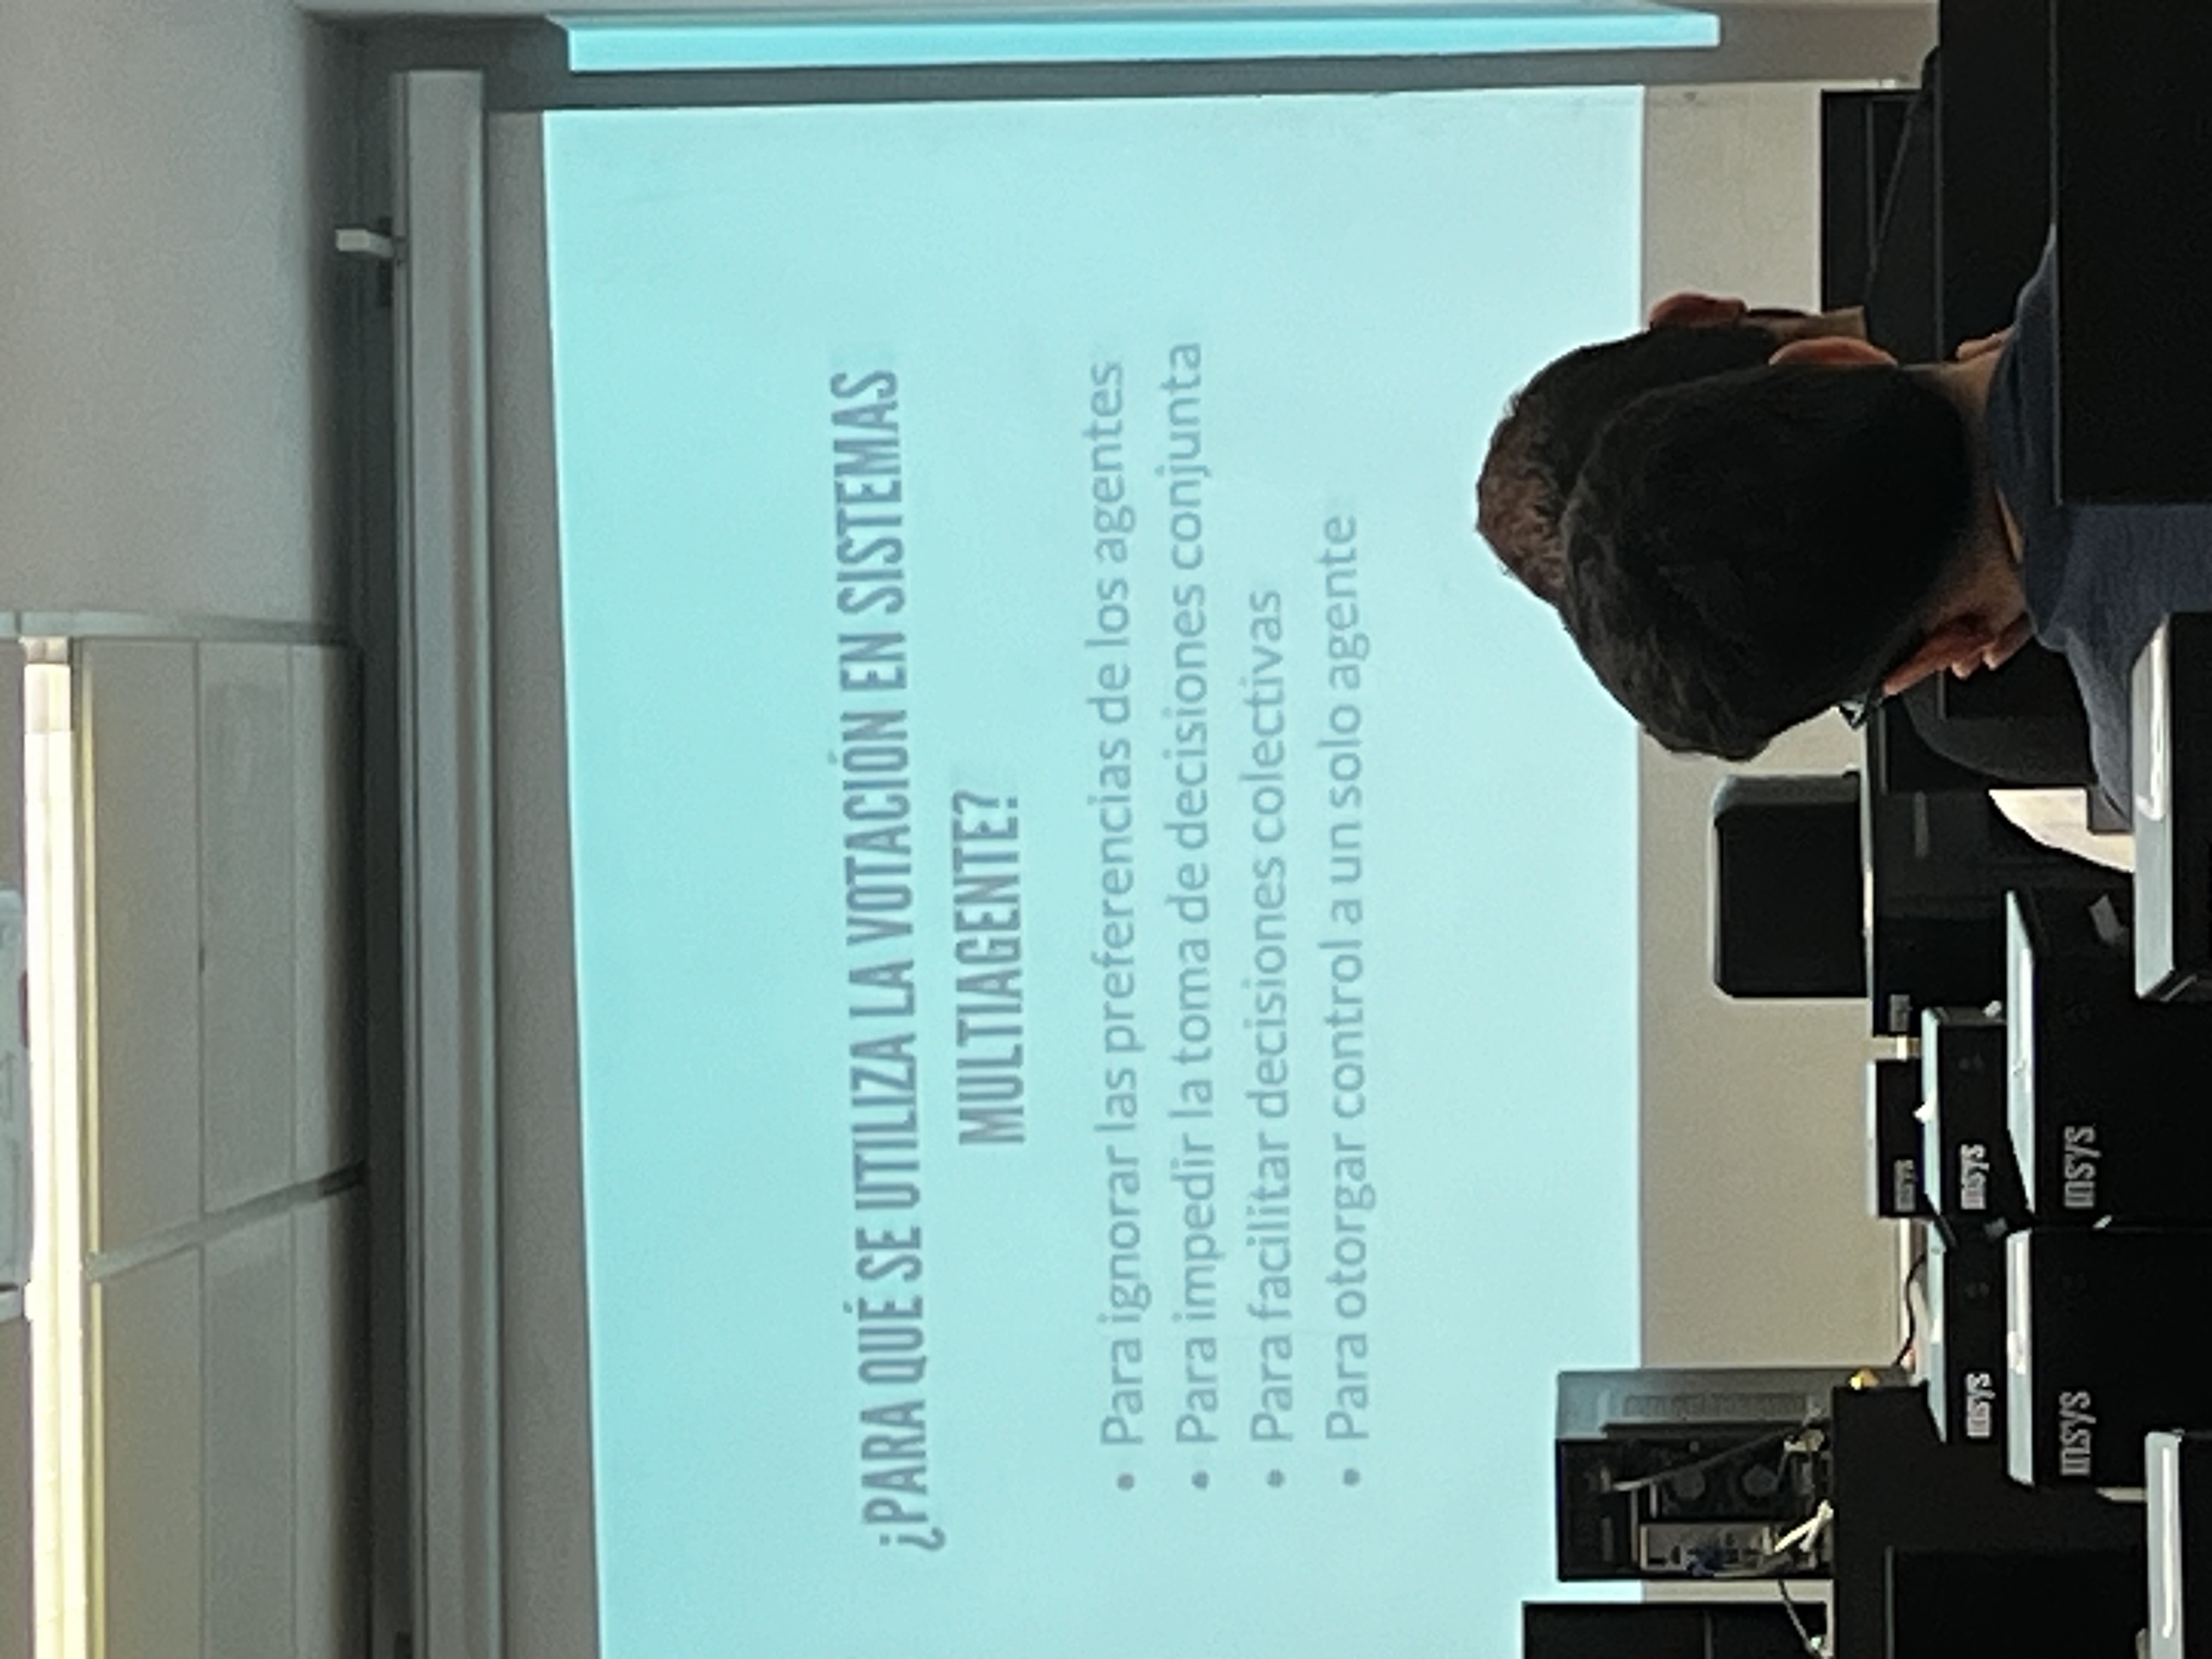 ¿PARA QUÉ SE UTILIZA LA VOTACIÓN EN SISTEMAS
MULTIAGENTE?
• Para ignorar las preferencias de los agentes
• Para impedir la toma de decisiones conjunta
• Para facilitar decisiones colectivas
• Para otorgar control a un solo agente
insys
insys
insys
insys
insys